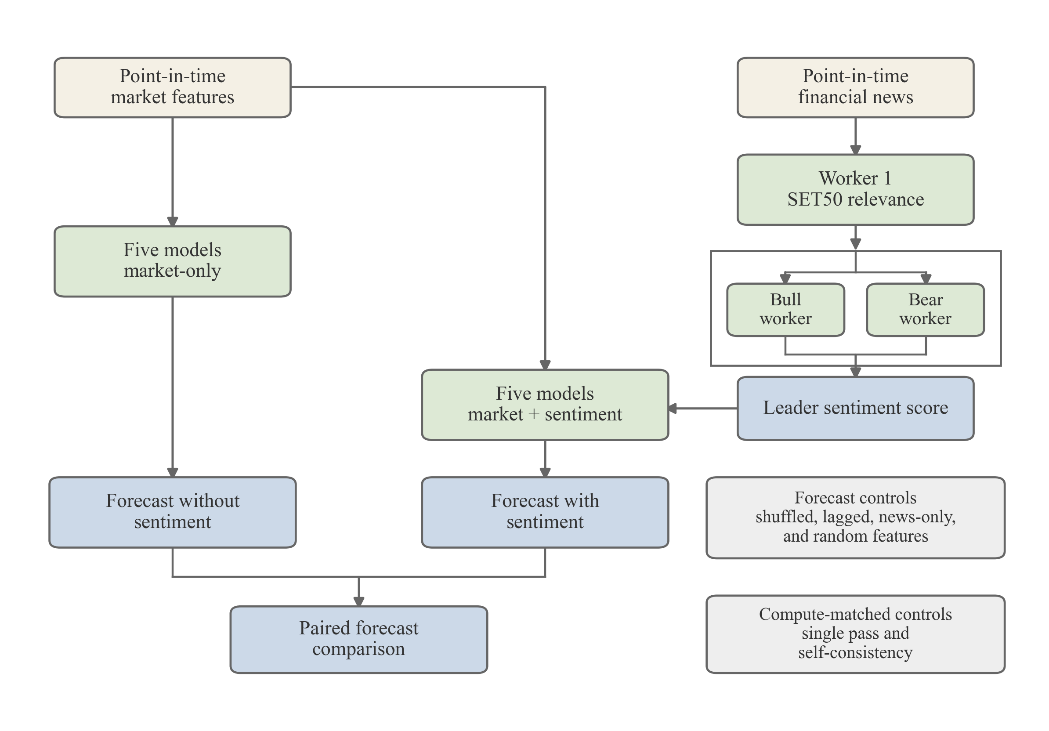 Point-in-time
market features
Point-in-time
financial news
Worker 1
SET50 relevance
Five models
market-only
Bull
worker
Bear
worker
Five models
market + sentiment
Leader sentiment score
Forecast without
sentiment
Forecast with
sentiment
Forecast controls
shuffled, lagged, news-only,
and random features
Paired forecast
comparison
Compute-matched controls
single pass and
self-consistency